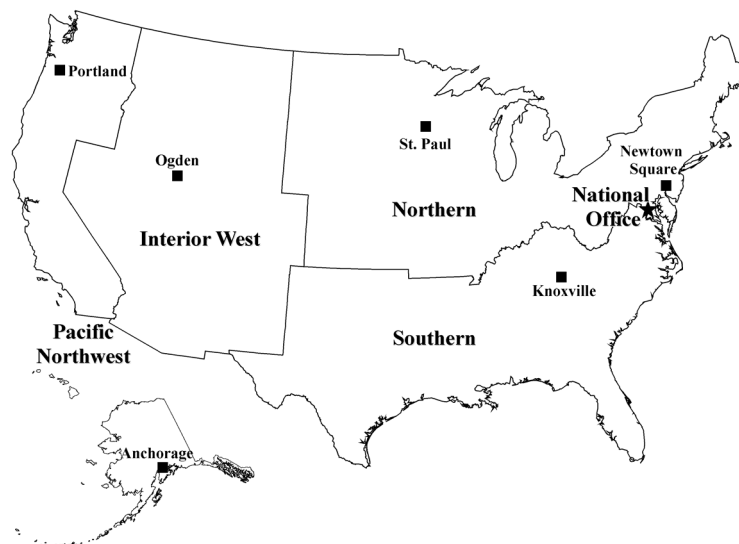 Portland
Ogden
St. Paul
Newtown
Square
National
Office
Northern
Interior West
Knoxville
Pacific
Northwest
Southern
Anchorage